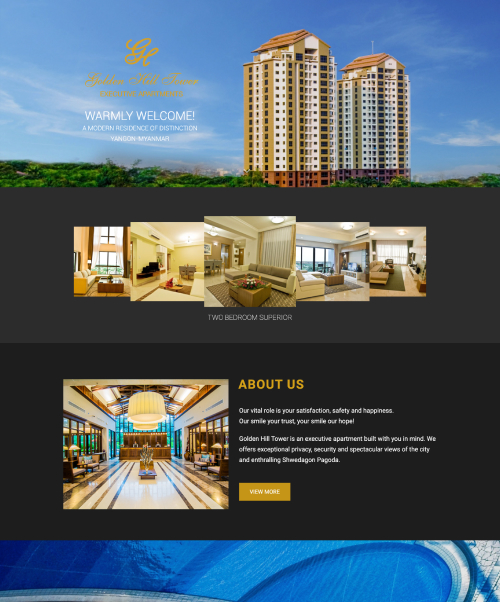 GH
Golden Hill Tower
WARMLY WELCOME!
A MODERN RESIDENCE OF DISTINCTION
YANGON, MYANMAR
TWO BEDROOM SUPERIOR
ABOUT US
Our vital role is your satisfaction, safety and happiness.
Our smile your trust, your smile our hope!
Golden Hill Tower is an executive apartment built with you in mind. We
offers exceptional privacy, security and spectacular views of the city
and enthralling Shwedagon Pagoda.
VIEW MORE